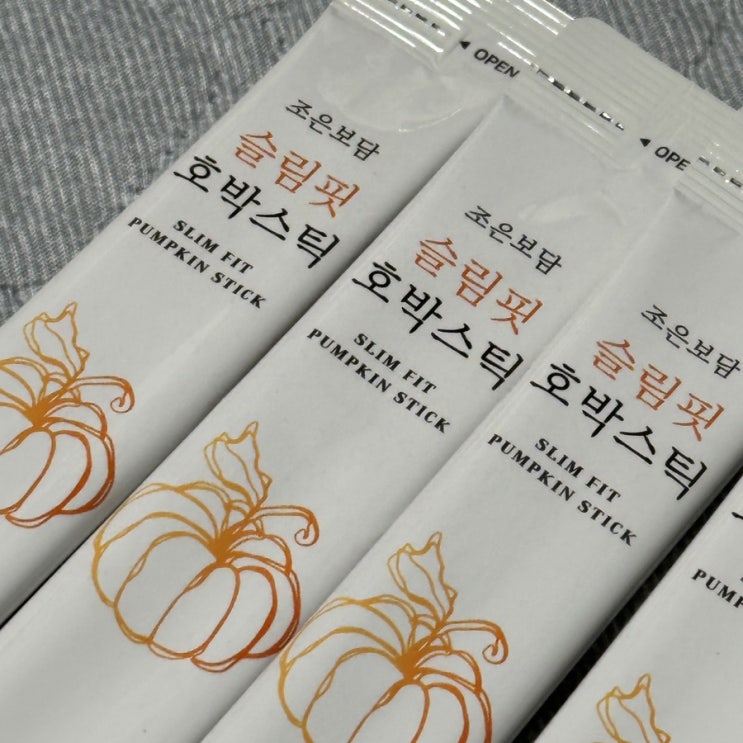 ◀ OPEN
조은보담
슬림핏
호박스틱
SLIM FIT
PUMPKIN STICK
◀ OPE
조은보담
슬림핏
호박스틱
SLIM FIT
PUMPKIN STICK
조은보담
슬림핏
호박스틱
SLIM FIT
PUMPKIN STICK
PUMP